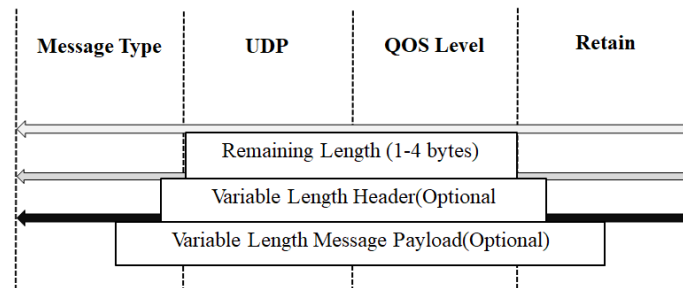 Message Type UDP QOS Level Retain
Remaining Length (1-4 bytes)
Variable Length Header(Optional
Variable Length Message Payload(Optional)